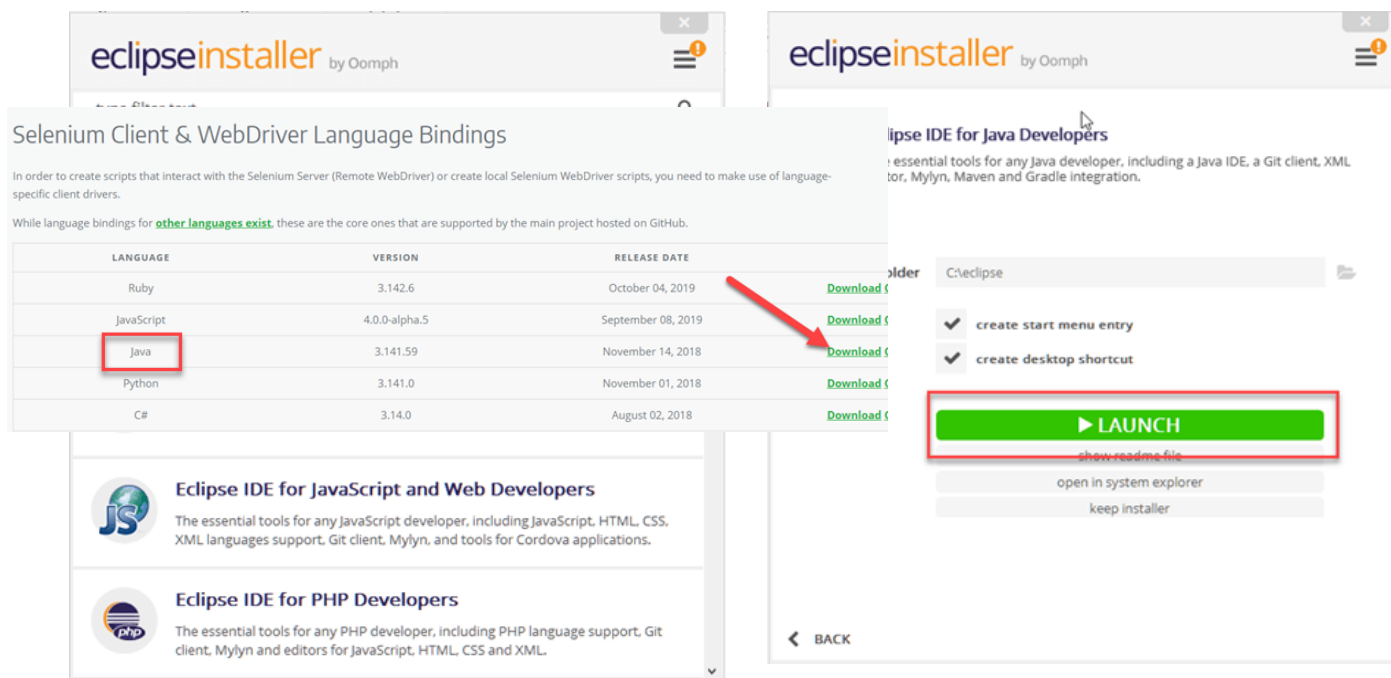 eclipseinstaller by Oomph
Selenium Client & WebDriver Language Bindings
In order to create scripts that interact with the Selenium Server (Remote WebDriver) or create local Selenium WebDriver scripts, you need to make use of language-
specific client drivers.
While language bindings for other languages exist, these are the core ones that are supported by the main project hosted on GitHub.
LANGUAGE VERSION RELEASE DATE
Ruby 3.142.6 October 04, 2019 Download
JavaScript 4.0.0-alpha.5 September 08, 2019 Download
Java 3.141.59 November 14, 2018 Download
Python 3.141.0 November 01, 2018 Download
C# 3.14.0 August 02, 2018 Download
JS
Eclipse IDE for JavaScript and Web Developers
The essential tools for any JavaScript developer, including JavaScript, HTML, CSS,
XML languages support, Git client, Mylyn, and tools for Cordova applications.
php
Eclipse IDE for PHP Developers
The essential tools for any PHP developer, including PHP language support, Git
client, Mylyn and editors for JavaScript, HTML, CSS and XML.
eclipseinstaller by Oomph
IDE for Java Developers
essential tools for any Java developer, including a Java IDE, a Git client, XML
Mylyn, Maven and Gradle integration.
C:\eclipse
create start menu entry
create desktop shortcut
LAUNCH
show readme file
open in system explorer
keep installer
BACK